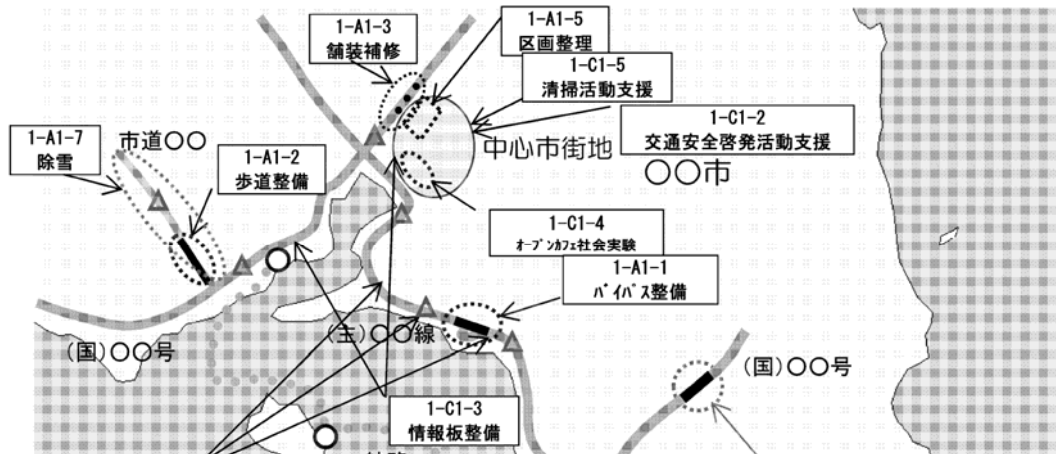 1-A1-3
舗装補修
1-A1-5
区画整理
1-C1-5
清掃活動支援
1-C1-2
交通安全啓発活動支援
1-A1-7
除雪
市道〇〇
1-A1-2
歩道整備
中心市街地
〇〇市
1-C1-4
オープンカフェ社会実験
1-A1-1
バイパス整備
(主)〇〇線
(国)〇〇号
(国)〇〇号
1-C1-3
情報板整備